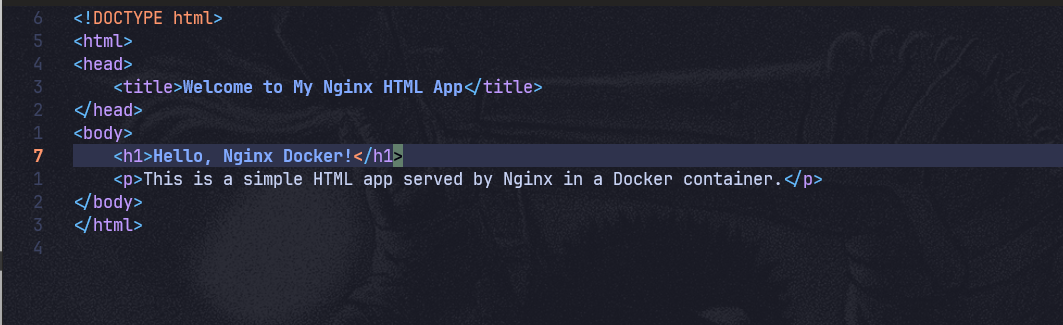 6 <!DOCTYPE html>
5 <html>
4 <head>
3 <title>Welcome to My Nginx HTML App</title>
2 </head>
1 <body>
7 <h1>Hello, Nginx Docker!</h1>
1 <p>This is a simple HTML app served by Nginx in a Docker container.</p>
2 </body>
3 </html>
4